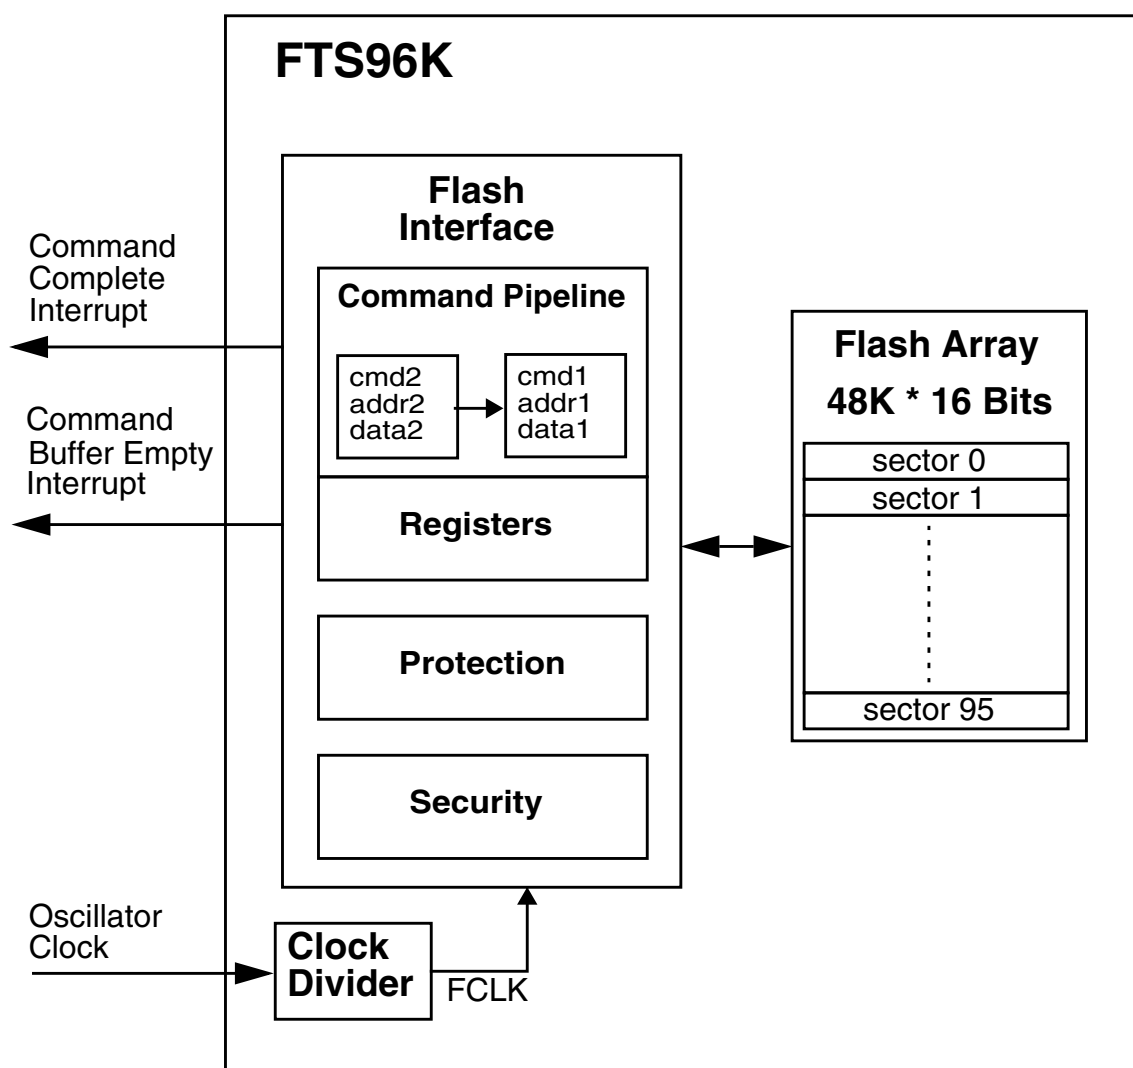 FTS96K
Flash
Interface
Command Pipeline
cmd2
addr2
data2
cmd1
addr1
data1
Registers
Protection
Security
Command
Complete
Interrupt
Command
Buffer Empty
Interrupt
Flash Array
48K * 16 Bits
sector 0
sector 1
sector 95
Oscillator
Clock
Clock
Divider
FCLK